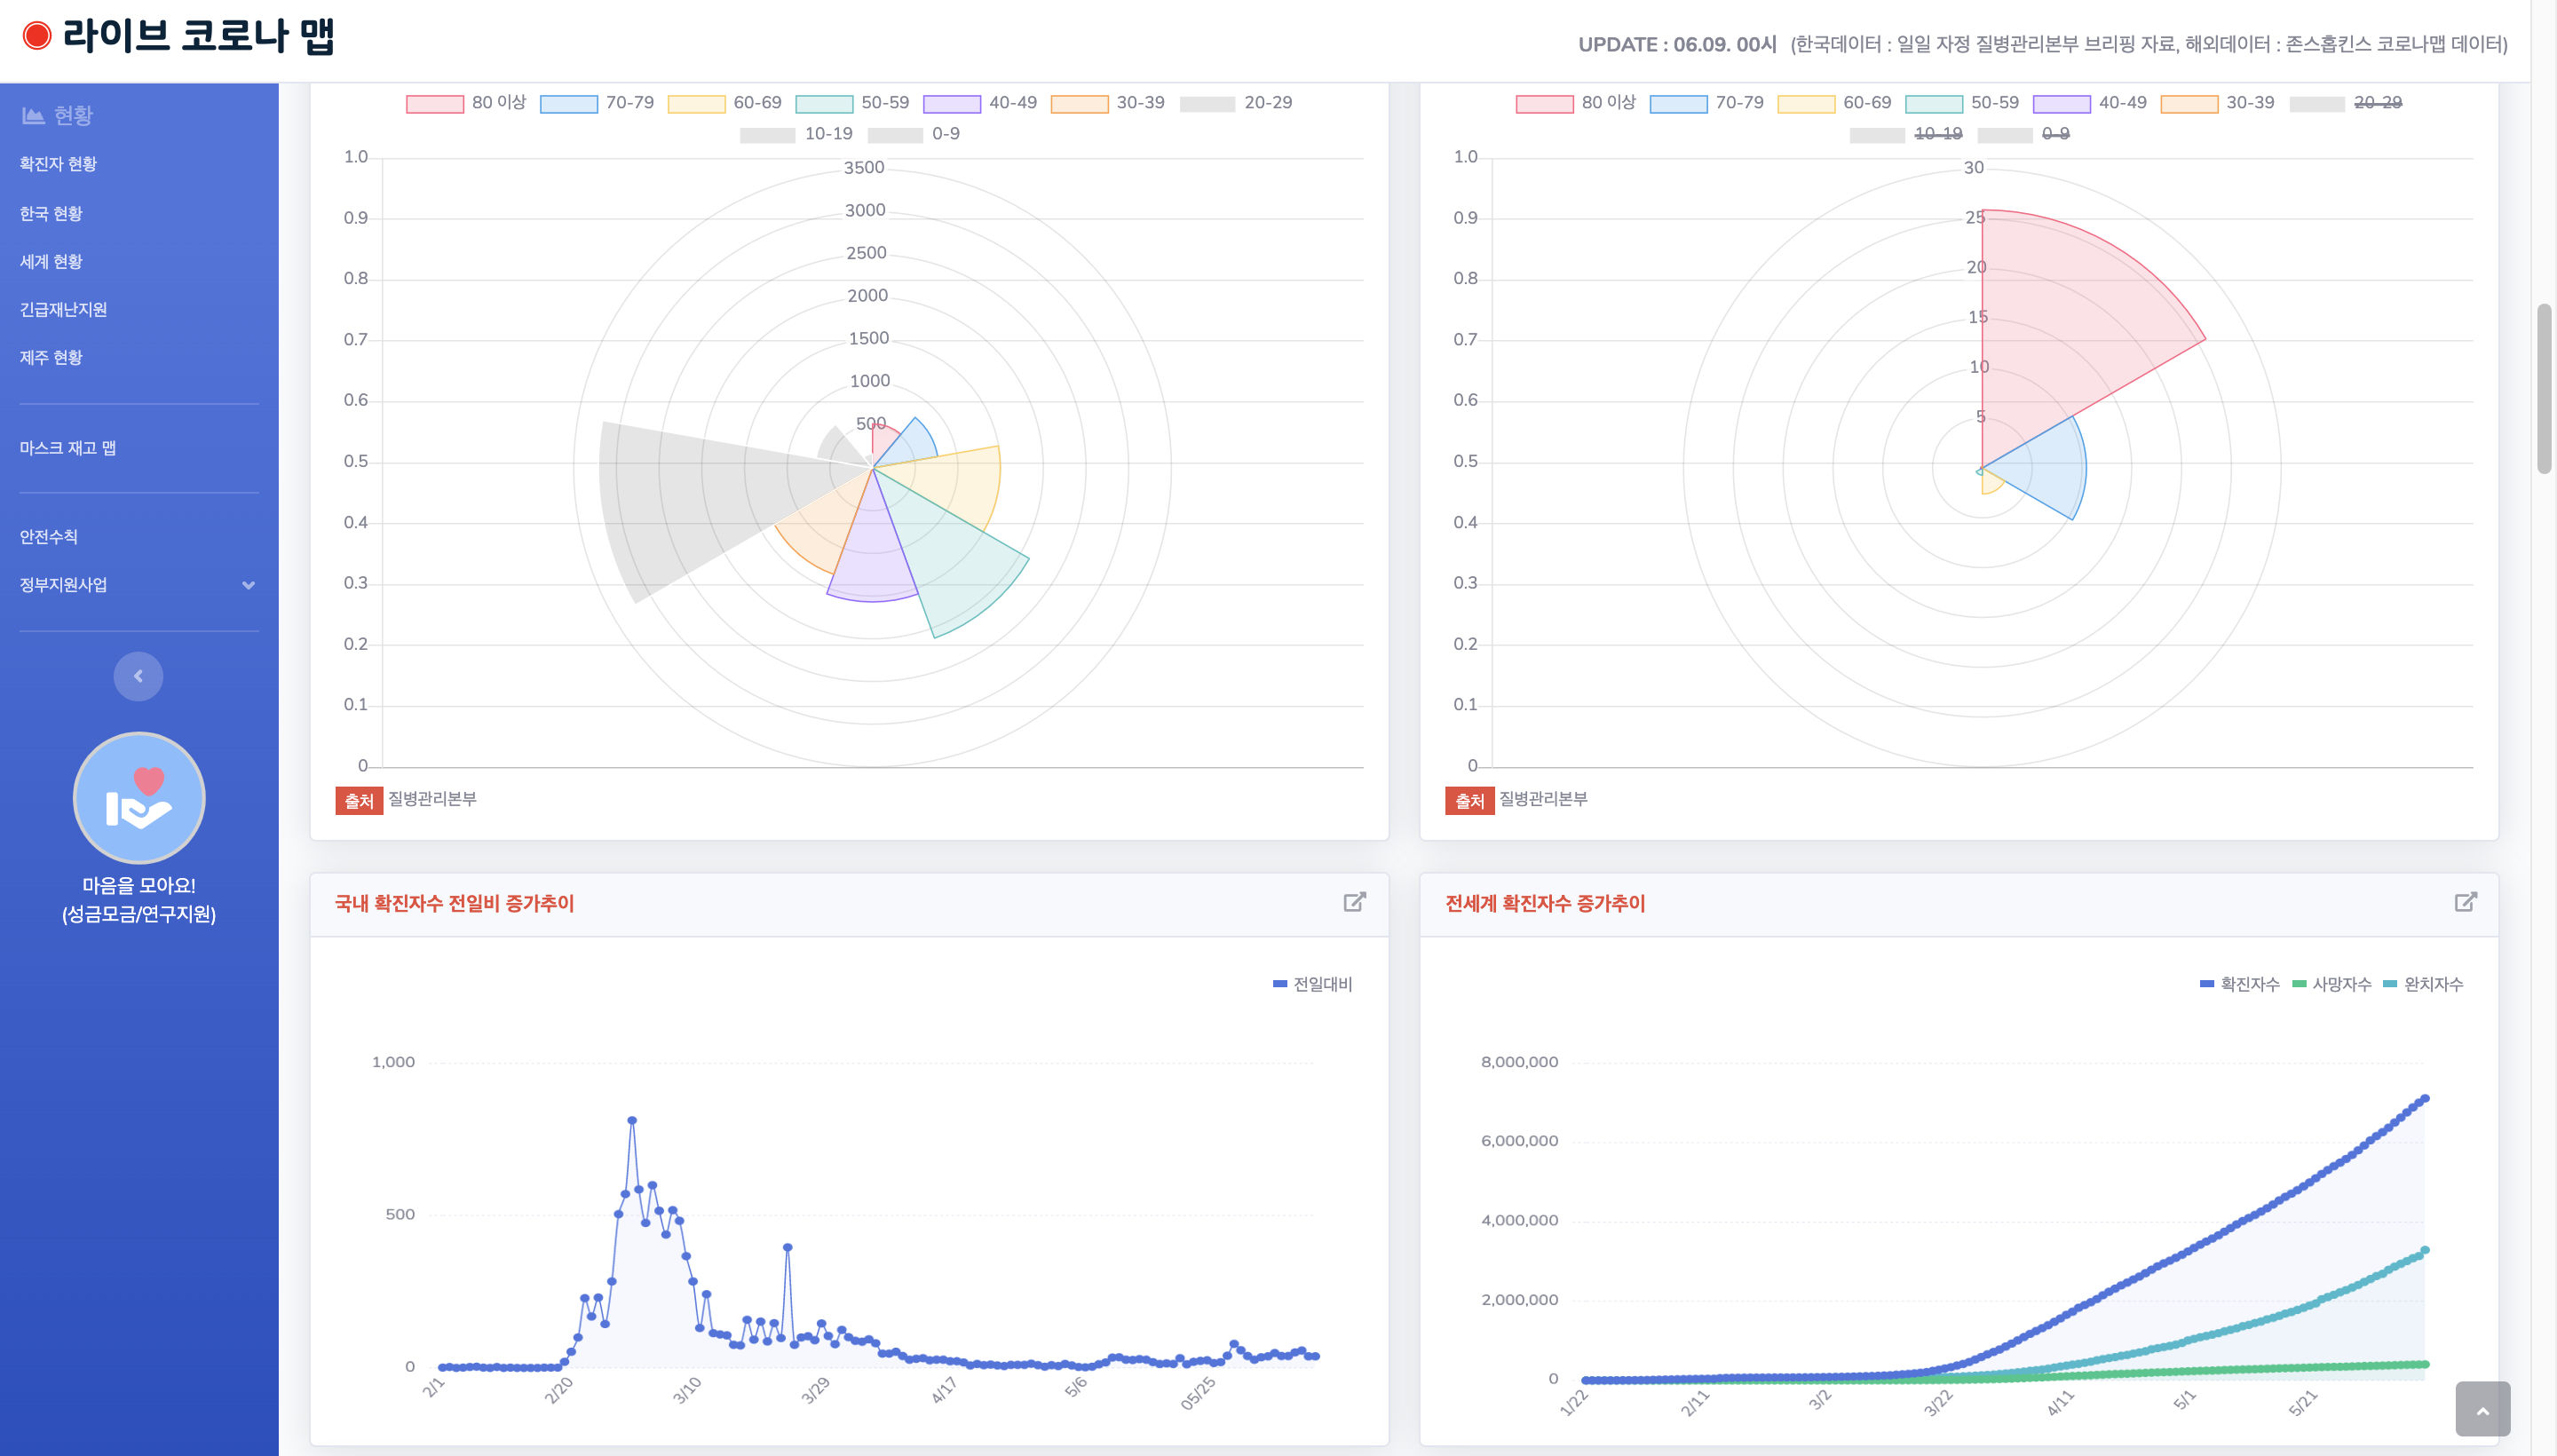 라이브 코로나 맵
UPDATE : 06.09. 00시 (한국데이터 : 일일 자정 질병관리본부 브리핑 자료, 해외데이터 : 존스홉킨스 코로나맵 데이터)
현황
확진자 현황
한국 현황
세계 현황
긴급재난지원
제주 현황
마스크 재고 맵
안전수칙
정부지원사업
마음을 모아요!
(성금모금/연구지원)
80 이상 70-79 60-69 50-59 40-49 30-39 20-29
10-19 0-9
1.0
0.9
0.8
0.7
0.6
0.5
0.4
0.3
0.2
0.1
0
3500
3000
2500
2000
1500
1000
500
출처 질병관리본부
80 이상 70-79 60-69 50-59 40-49 30-39 20-29
10-19 0-9
1.0
0.9
0.8
0.7
0.6
0.5
0.4
0.3
0.2
0.1
0
30
25
20
15
10
5
출처 질병관리본부
국내 확진자수 전일비 증가추이
전일대비
1,000
500
0
2/1 2/20 3/10 3/29 4/17 5/6 05/25
전세계 확진자수 증가추이
확진자수 사망자수 완치자수
8,000,000
6,000,000
4,000,000
2,000,000
0
1/22 2/11 3/2 3/22 4/11 5/1 5/21